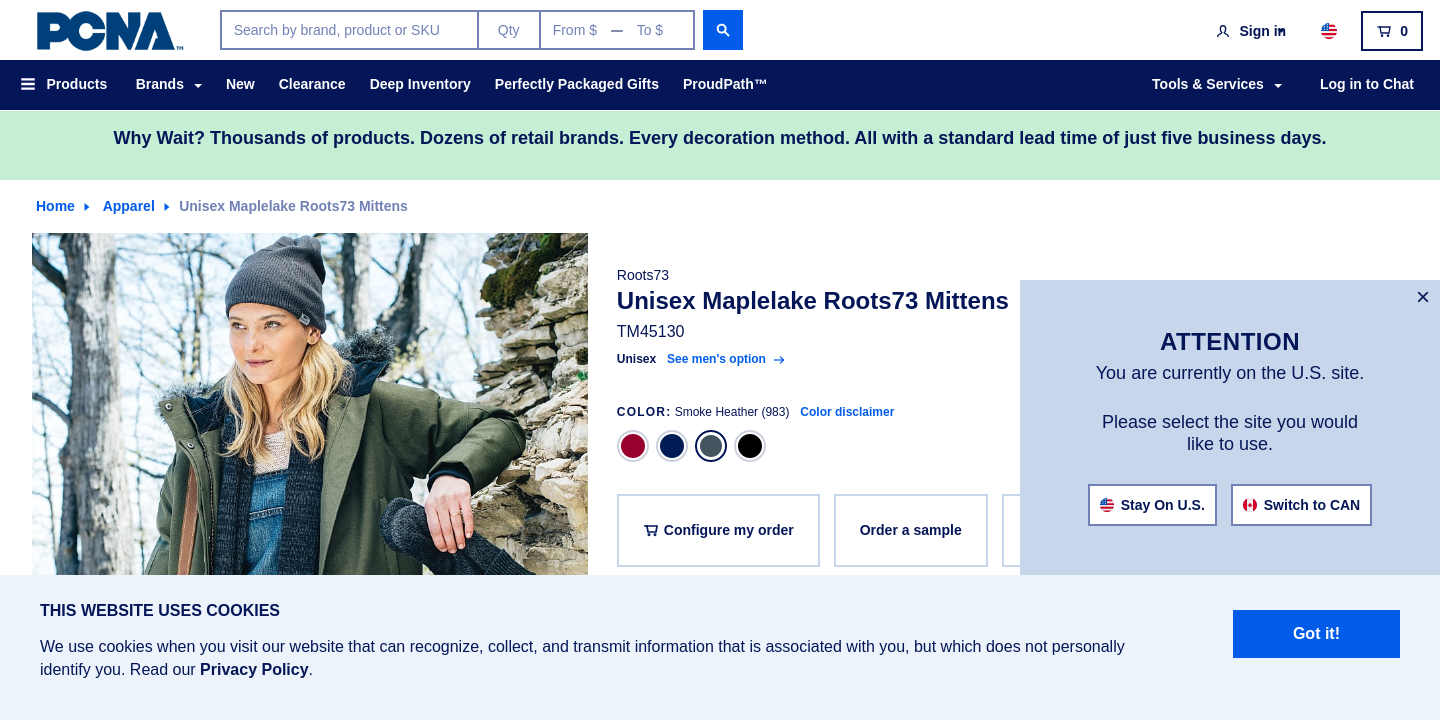 PCNA™
Search by brand, product or SKU
Qty
From $ — To $
Sign in
0
Products
Brands
New
Clearance
Deep Inventory
Perfectly Packaged Gifts
ProudPath™
Tools & Services
Log in to Chat
Why Wait? Thousands of products. Dozens of retail brands. Every decoration method. All with a standard lead time of just five business days.
Home
Apparel
Unisex Maplelake Roots73 Mittens
Roots73
Unisex Maplelake Roots73 Mittens
TM45130
Unisex See men's option
COLOR: Smoke Heather (983) Color disclaimer
Configure my order
Order a sample
ATTENTION
You are currently on the U.S. site.
Please select the site you would
like to use.
Stay On U.S.
Switch to CAN
THIS WEBSITE USES COOKIES
We use cookies when you visit our website that can recognize, collect, and transmit information that is associated with you, but which does not personally
identify you. Read our Privacy Policy.
Got it!